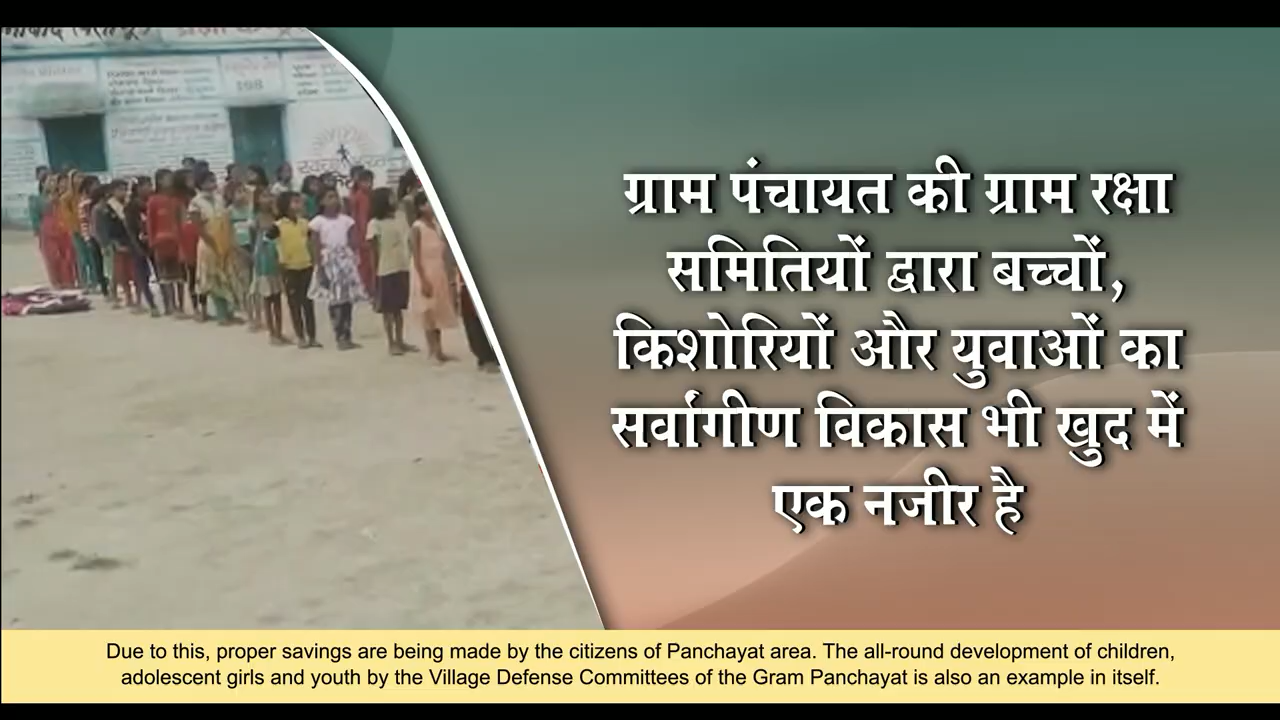 108
ग्राम पंचायत की ग्राम रक्षा
समितियों द्वारा बच्चों,
किशोरियों और युवाओं का
सर्वांगीण विकास भी खुद में
एक नजीर है
Due to this, proper savings are being made by the citizens of Panchayat area. The all-round development of children,
adolescent girls and youth by the Village Defense Committees of the Gram Panchayat is also an example in itself.